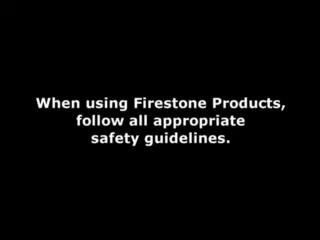 When using Firestone Products,
follow all appropriate
safety guidelines.